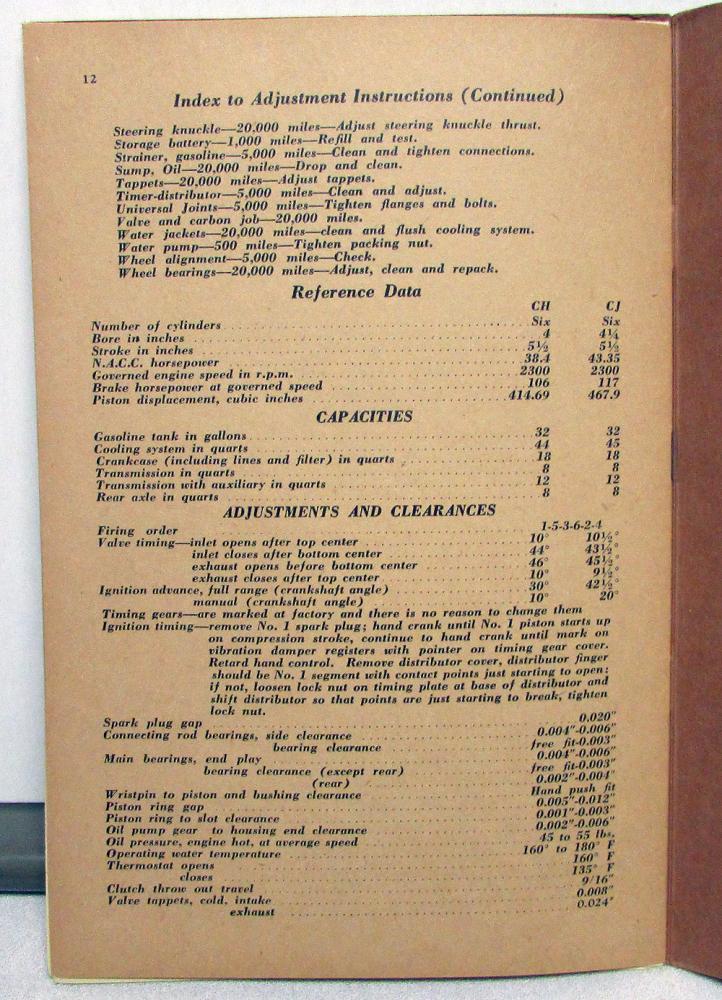 12
Index to Adjustment Instructions (Continued)
Steering knuckle—20,000 miles—Adjust steering knuckle thrust.
Storage battery—1,000 miles—Refill and test.
Strainer, gasoline—5,000 miles—Clean and tighten connections.
Sump, Oil—20,000 miles—Drop and clean.
Tappets—20,000 miles—Adjust tappets.
Timer-distributor—5,000 miles—Clean and adjust.
Universal Joints—5,000 miles—Tighten flanges and bolts.
Valve and carbon job—20,000 miles.
Water jackets—20,000 miles—clean and flush cooling system.
Water pump—500 miles—Tighten packing nut.
Wheel alignment—5,000 miles—Check.
Wheel bearings—20,000 miles—Adjust, clean and repack.
Reference Data
CH CJ
Number of cylinders Six Six
Bore in inches 4 4¼
Stroke in inches 5½ 5½
N.A.C.C. horsepower 38.4 43.35
Governed engine speed in r.p.m. 2300 2300
Brake horsepower at governed speed 106 117
Piston displacement, cubic inches 414.69 467.9
CAPACITIES
Gasoline tank in gallons 32 32
Cooling system in quarts 44 45
Crankcase (including lines and filter) in quarts 18 18
Transmission in quarts 8 8
Transmission with auxiliary in quarts 12 12
Rear axle in quarts 8 8
ADJUSTMENTS AND CLEARANCES
Firing order 1-5-3-6-2-4
Valve timing—inlet opens after top center 10° 10½°
inlet closes after bottom center 44° 43½°
exhaust opens before bottom center 46° 45½°
exhaust closes after top center 10° 9½°
Ignition advance, full range (crankshaft angle) 30° 42½°
manual (crankshaft angle) 10° 20°
Timing gears—are marked at factory and there is no reason to change them
Ignition timing—remove No. 1 spark plug; hand crank until No. 1 piston starts up
on compression stroke, continue to hand crank until mark on
vibration damper registers with pointer on timing gear cover.
Retard hand control. Remove distributor cover, distributor finger
should be No. 1 segment with contact points just starting to open;
if not, loosen lock nut on timing plate at base of distributor and
shift distributor so that points are just starting to break, tighten
lock nut.
Spark plug gap 0.020"
Connecting rod bearings, side clearance 0.004"-0.006"
bearing clearance free fit-0.003"
Main bearings, end play 0.004"-0.006"
bearing clearance (except rear) free fit-0.003"
(rear) 0.002"-0.004"
Wristpin to piston and bushing clearance Hand push fit
Piston ring gap 0.005"-0.012"
Piston ring to slot clearance 0.001"-0.003"
Oil pump gear to housing end clearance 0.002"-0.006"
Oil pressure, engine hot, at average speed 45 to 55 lbs.
Operating water temperature 160° to 180° F
Thermostat opens 160° F
closes 135° F
Clutch throw out travel 9/16"
Valve tappets, cold, intake 0.008"
exhaust 0.024"